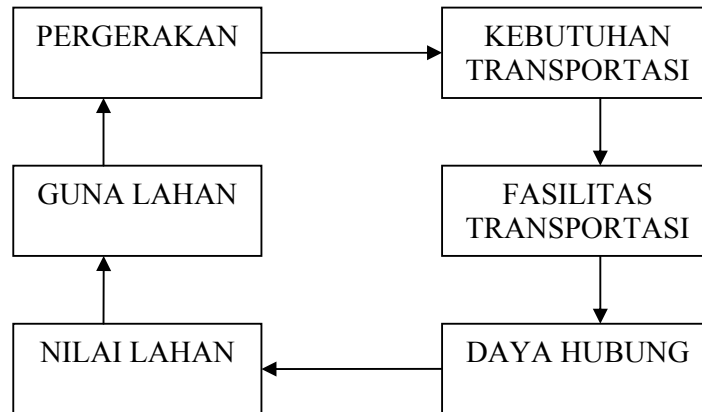 PERGERAKAN
KEBUTUHAN
TRANSPORTASI
GUNA LAHAN
FASILITAS
TRANSPORTASI
NILAI LAHAN
DAYA HUBUNG